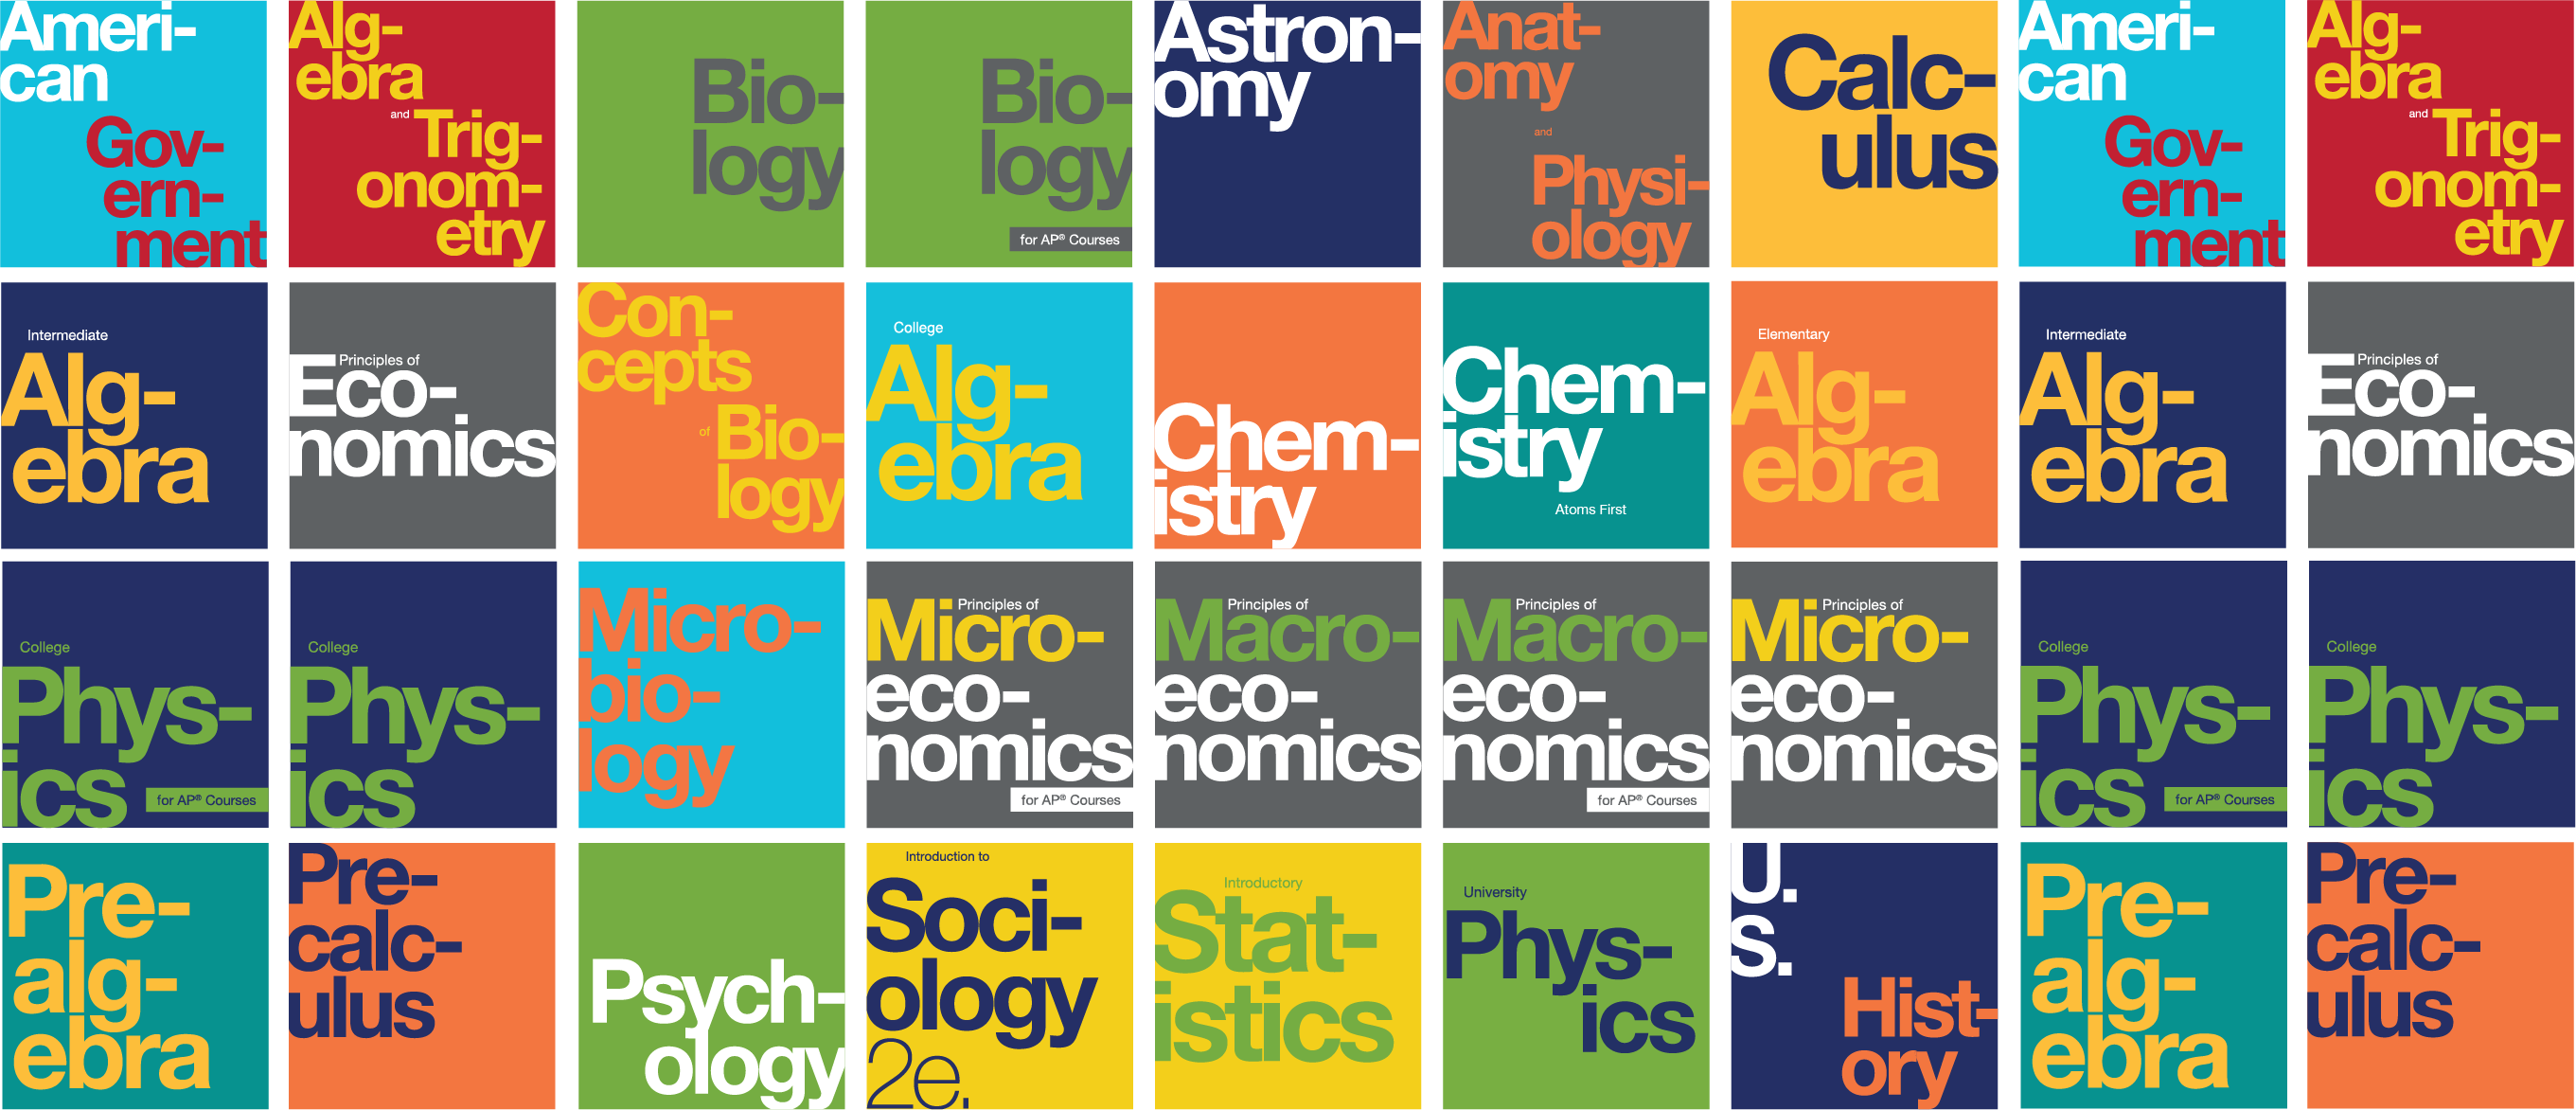 Ameri-
can
Gov-
ern-
ment
Alg-
ebra
and
Trig-
onom-
etry
Bio-
logy
Bio-
logy
for AP® Courses
Astron-
omy
Anat-
omy
and
Physi-
ology
Calc-
ulus
Ameri-
can
Gov-
ern-
ment
Alg-
ebra
and
Trig-
onom-
etry
Intermediate
Alg-
ebra
Principles of
Eco-
nomics
Con-
cepts
of
Bio-
logy
College
Alg-
ebra
Chem-
istry
Chem-
istry
Atoms First
Elementary
Alg-
ebra
Intermediate
Alg-
ebra
Principles of
Eco-
nomics
College
Phys-
ics
for AP® Courses
College
Phys-
ics
Micro-
bio-
logy
Principles of
Micro-
eco-
nomics
for AP® Courses
Principles of
Macro-
eco-
nomics
Principles of
Macro-
eco-
nomics
for AP® Courses
Principles of
Micro-
eco-
nomics
College
Phys-
ics
for AP® Courses
College
Phys-
ics
Pre-
alg-
ebra
Pre-
calc-
ulus
Psych-
ology
Introduction to
Soci-
ology
2e.
Introductory
Stat-
istics
University
Phys-
ics
U.
S.
Hist-
ory
Pre-
alg-
ebra
Pre-
calc-
ulus